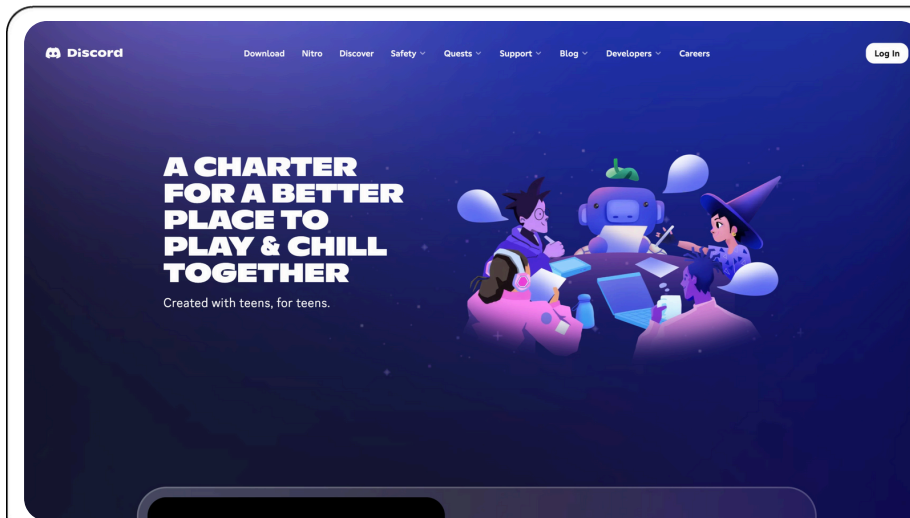 Discord
Download Nitro Discover Safety Quests Support Blog Developers Careers
Log In
A CHARTER
FOR A BETTER
PLACE TO
PLAY & CHILL
TOGETHER
Created with teens, for teens.